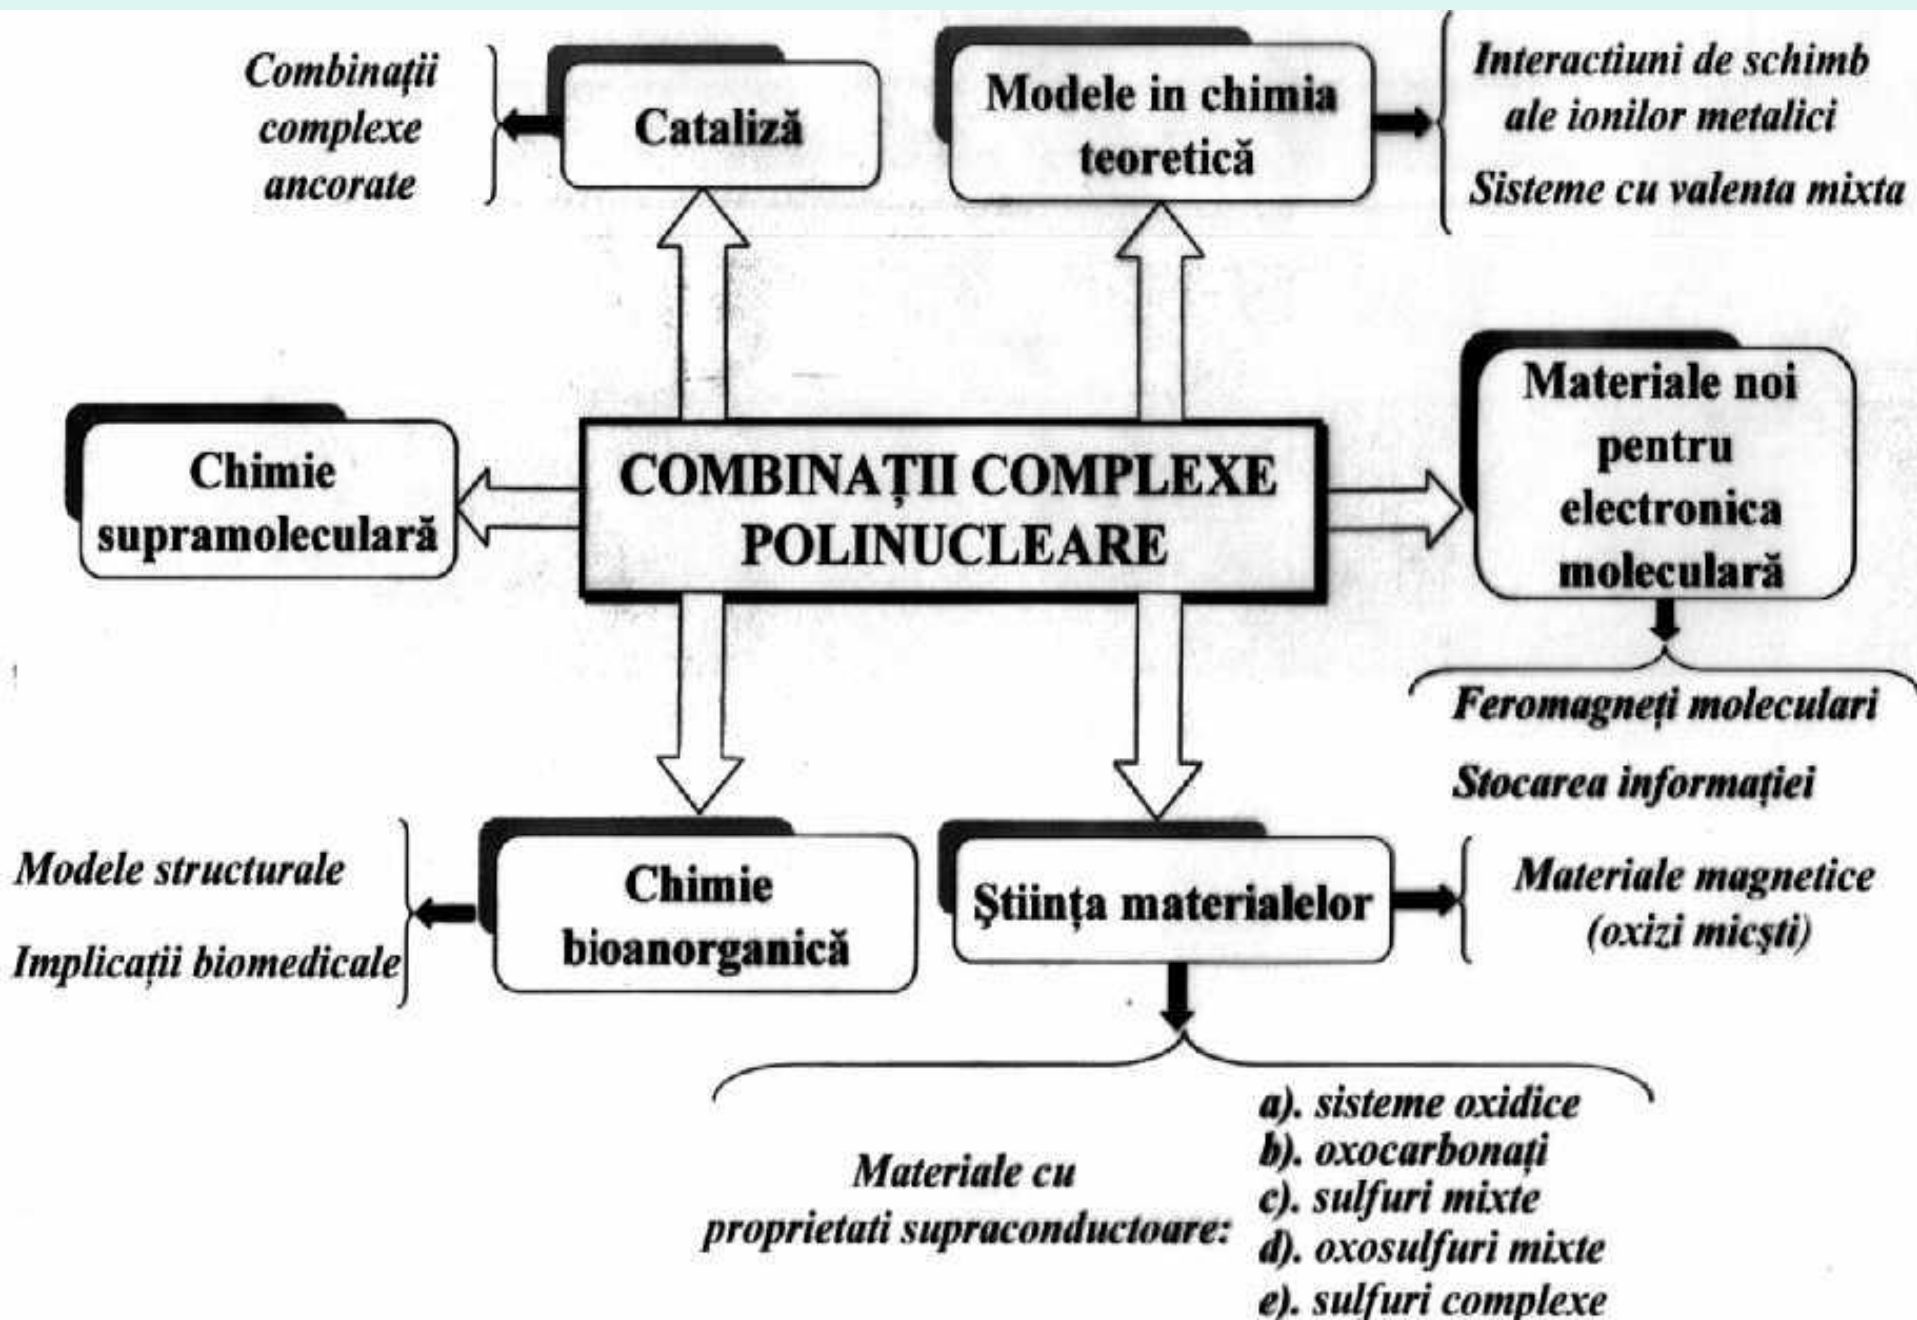 Combinații
complexe
ancorate
Cataliză
Modele in chimia
teoretică
Interactiuni de schimb
ale ionilor metalici
Sisteme cu valenta mixta
Chimie
supramoleculară
COMBINAȚII COMPLEXE
POLINUCLEARE
Materiale noi
pentru
electronica
moleculară
Feromagneți moleculari
Stocarea informației
Modele structurale
Implicații biomedicale
Chimie
bioanorganică
Știința materialelor
Materiale magnetice
(oxizi micști)
Materiale cu
proprietati supraconductoare:
a). sisteme oxidice
b). oxocarbonați
c). sulfuri mixte
d). oxosulfuri mixte
e). sulfuri complexe